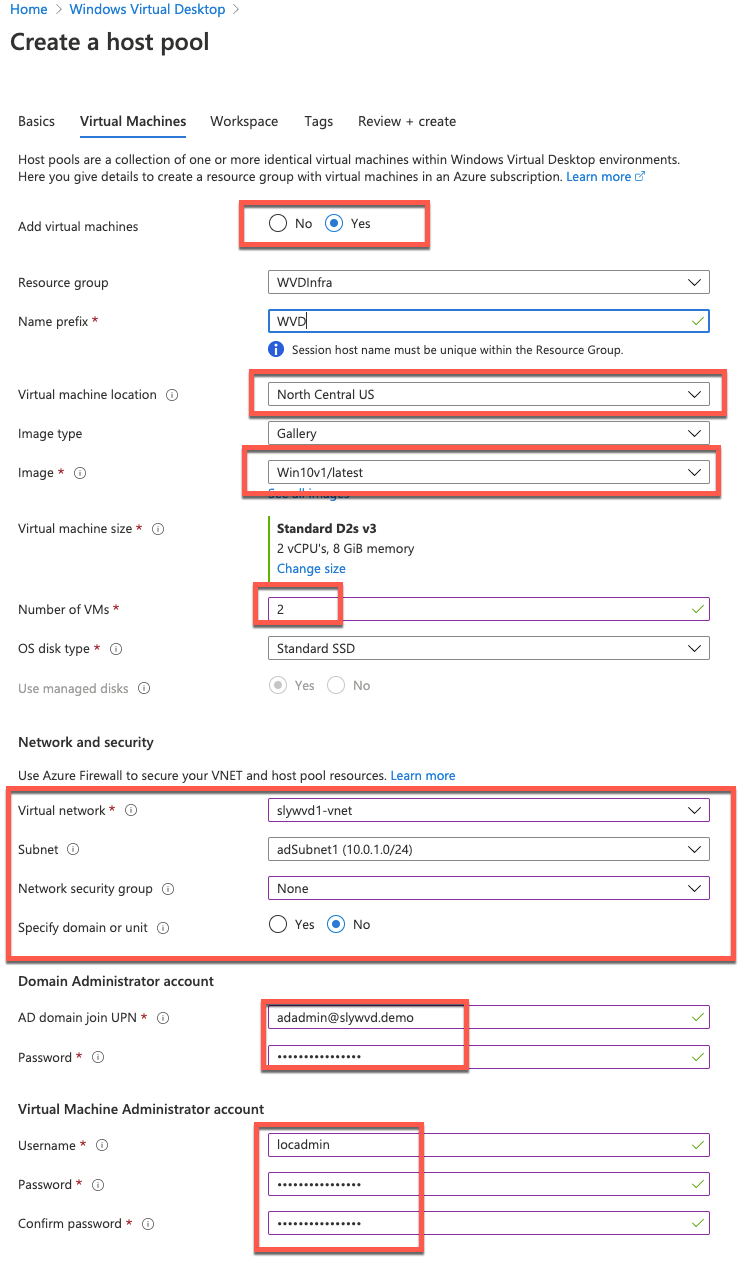 Home > Windows Virtual Desktop >
Create a host pool
Basics Virtual Machines Workspace Tags Review + create
Host pools are a collection of one or more identical virtual machines within Windows Virtual Desktop environments.
Here you give details to create a resource group with virtual machines in an Azure subscription. Learn more
Add virtual machines No Yes
Resource group WVDInfra
Name prefix * WVD
Session host name must be unique within the Resource Group.
Virtual machine location North Central US
Image type Gallery
Image * Win10v1/latest
See all images
Virtual machine size * Standard D2s v3
2 vCPU's, 8 GiB memory
Change size
Number of VMs * 2
OS disk type * Standard SSD
Use managed disks Yes No
Network and security
Use Azure Firewall to secure your VNET and host pool resources. Learn more
Virtual network * slywvd1-vnet
Subnet adSubnet1 (10.0.1.0/24)
Network security group None
Specify domain or unit Yes No
Domain Administrator account
AD domain join UPN * adadmin@slywvd.demo
Password * ••••••••••••••••
Virtual Machine Administrator account
Username * locadmin
Password * ••••••••••••••••
Confirm password * ••••••••••••••••